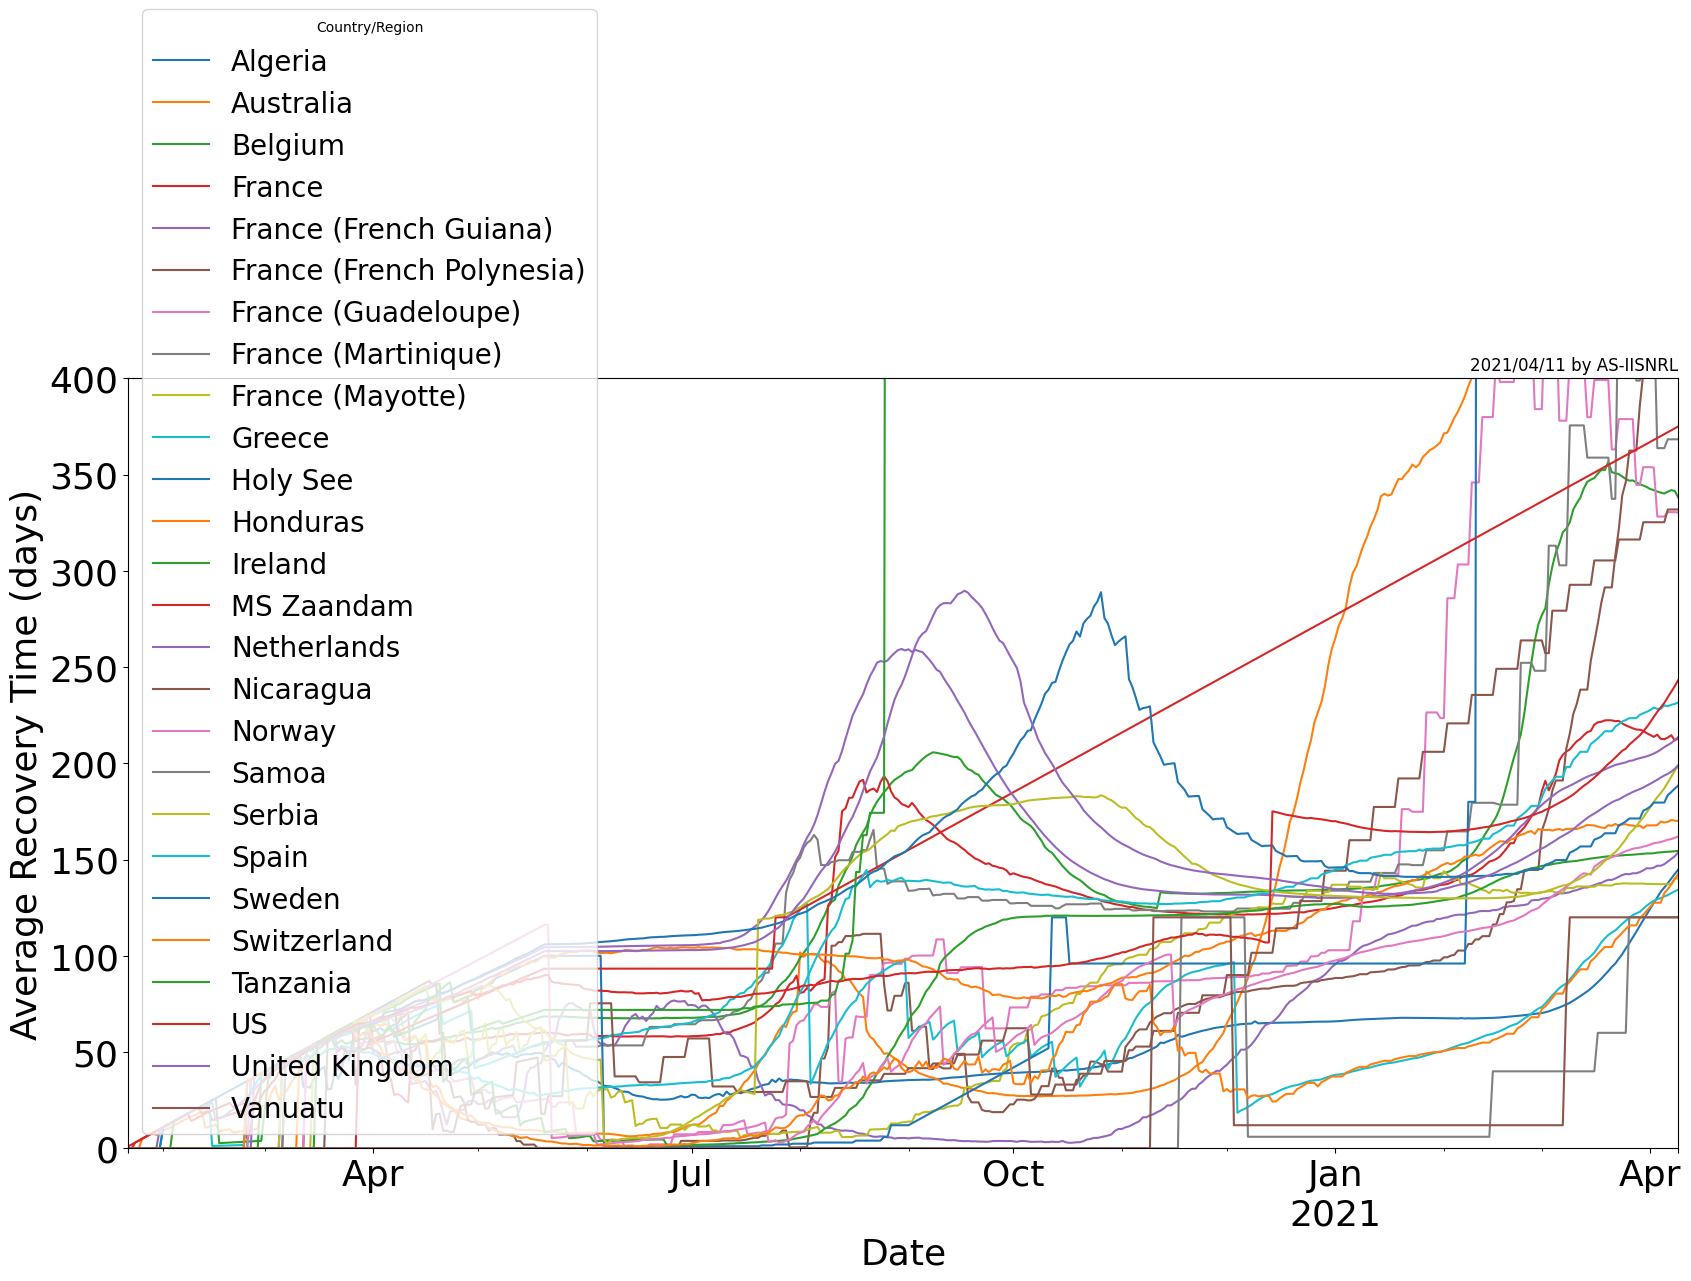 Country/Region
Algeria
Australia
Belgium
France
France (French Guiana)
France (French Polynesia)
France (Guadeloupe)
France (Martinique)
France (Mayotte)
Greece
Holy See
Honduras
Ireland
MS Zaandam
Netherlands
Nicaragua
Norway
Samoa
Serbia
Spain
Sweden
Switzerland
Tanzania
US
United Kingdom
Vanuatu
2021/04/11 by AS-IISNRL
Average Recovery Time (days)
400
350
300
250
200
150
100
50
0
Apr
Jul
Oct
Jan
2021
Apr
Date